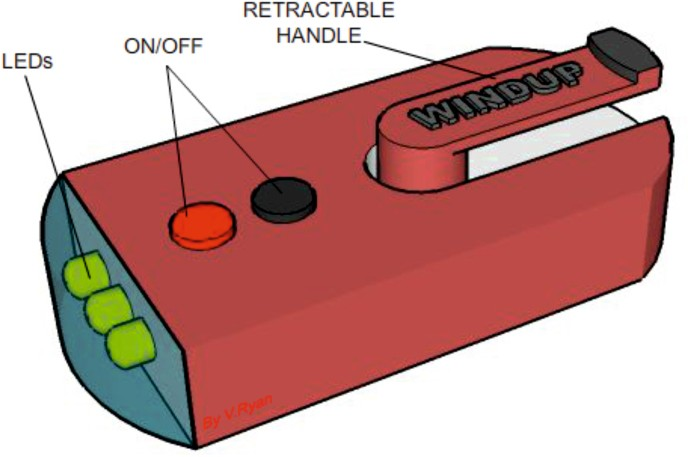 RETRACTABLE
HANDLE
ON/OFF
LEDs
WINDUP
By V.Ryan